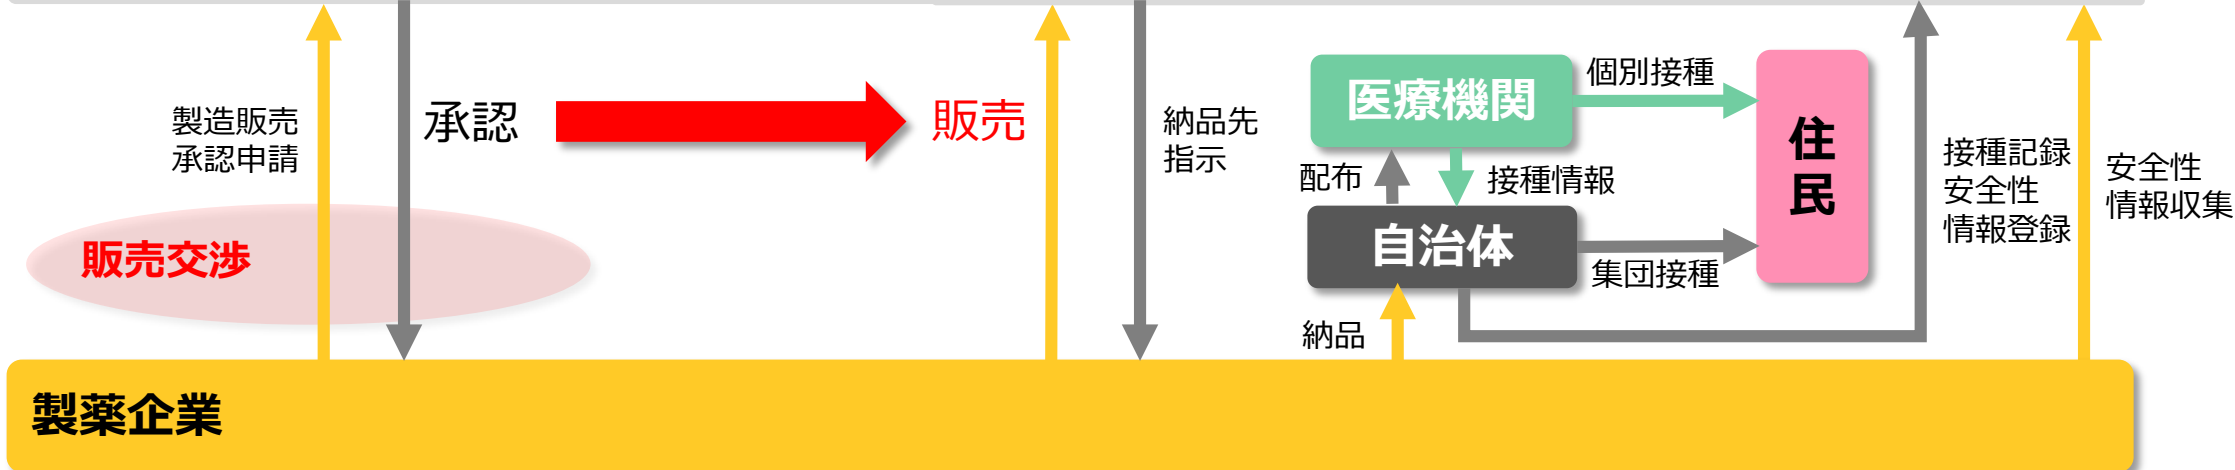 製造販売
承認申請
承認
販売
納品先
指示
医療機関
個別接種
住
民
配布
接種情報
自治体
集団接種
納品
接種記録
安全性
情報登録
安全性
情報収集
販売交渉
製薬企業